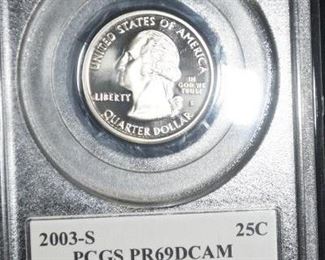 UNITED STATES OF AMERICA
LIBERTY
IN
GOD WE
TRUST
S
QUARTER DOLLAR
2003-S 25C
PCGS PR69DCAM